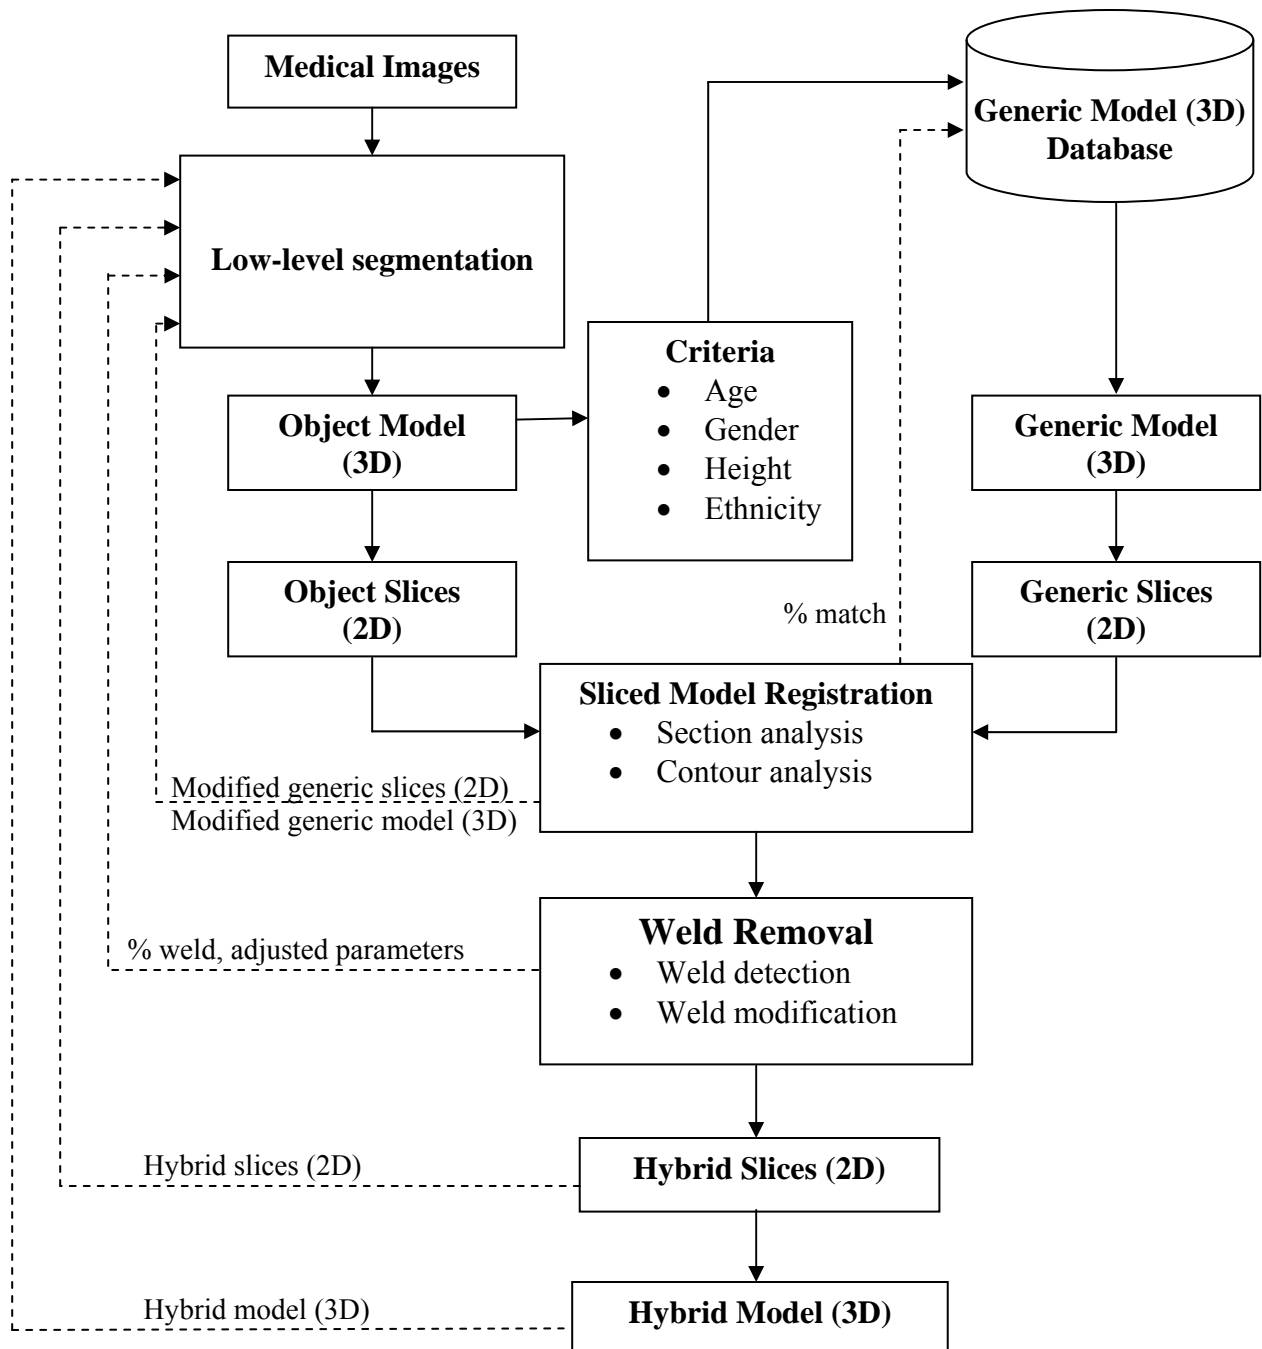 Medical Images
Generic Model (3D)
Database
Low-level segmentation
Criteria
• Age
• Gender
• Height
• Ethnicity
Object Model
(3D)
Generic Model
(3D)
Object Slices
(2D)
Generic Slices
(2D)
% match
Sliced Model Registration
• Section analysis
• Contour analysis
Modified generic slices (2D)
Modified generic model (3D)
Weld Removal
• Weld detection
• Weld modification
% weld, adjusted parameters
Hybrid slices (2D)
Hybrid Slices (2D)
Hybrid model (3D)
Hybrid Model (3D)